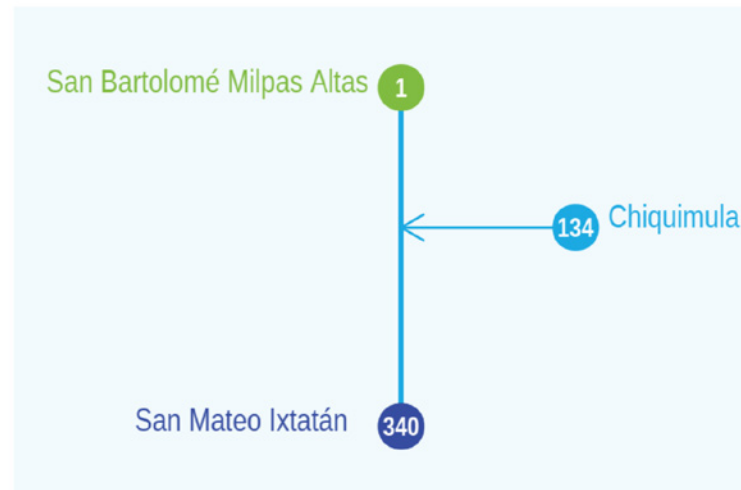 San Bartolomé Milpas Altas 1
134 Chiquimula
San Mateo Ixtatán 340